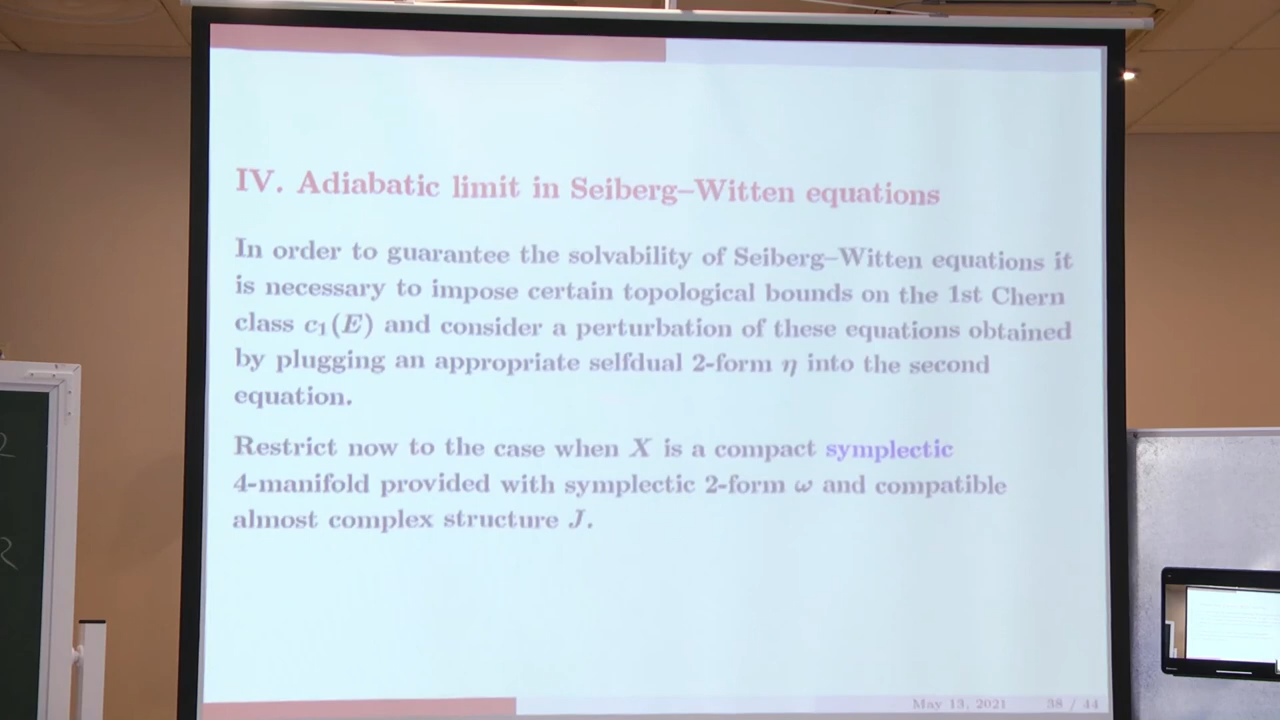 IV. Adiabatic limit in Seiberg–Witten equations
In order to guarantee the solvability of Seiberg–Witten equations it
is necessary to impose certain topological bounds on the 1st Chern
class c₁(E) and consider a perturbation of these equations obtained
by plugging an appropriate selfdual 2-form η into the second
equation.
Restrict now to the case when X is a compact symplectic
4-manifold provided with symplectic 2-form ω and compatible
almost complex structure J.
May 13, 2021 38 / 44
2
R